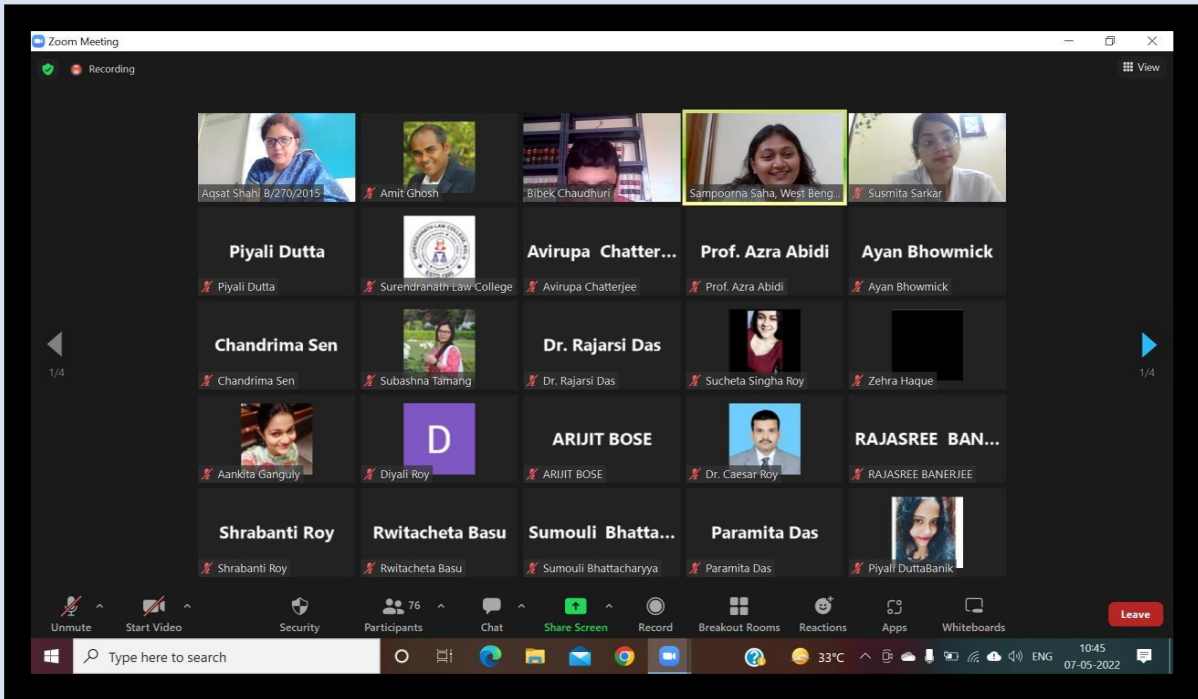 Zoom Meeting
Recording
View
Aqsat Shahi B/270/2015
Amit Ghosh
Bibek Chaudhuri
Sampoorna Saha, West Beng...
Susmita Sarkar
Piyali Dutta
Avirupa Chatter...
Prof. Azra Abidi
Ayan Bhowmick
Piyali Dutta
Surendranath Law College
Avirupa Chatterjee
Prof. Azra Abidi
Ayan Bhowmick
Chandrima Sen
Dr. Rajarsi Das
1/4
1/4
Chandrima Sen
Subashna Tamang
Dr. Rajarsi Das
Sucheta Singha Roy
Zehra Haque
D
ARIJIT BOSE
RAJASREE BAN...
Aankita Ganguly
Diyali Roy
ARIJIT BOSE
Dr. Caesar Roy
RAJASREE BANERJEE
Shrabanti Roy
Rwitacheta Basu
Sumouli Bhatta...
Paramita Das
Shrabanti Roy
Rwitacheta Basu
Sumouli Bhattacharyya
Paramita Das
Piyali DuttaBanik
76
Unmute
Start Video
Security
Participants
Chat
Share Screen
Record
Breakout Rooms
Reactions
Apps
Whiteboards
Leave
Type here to search
33°C
ENG
10:45
07-05-2022